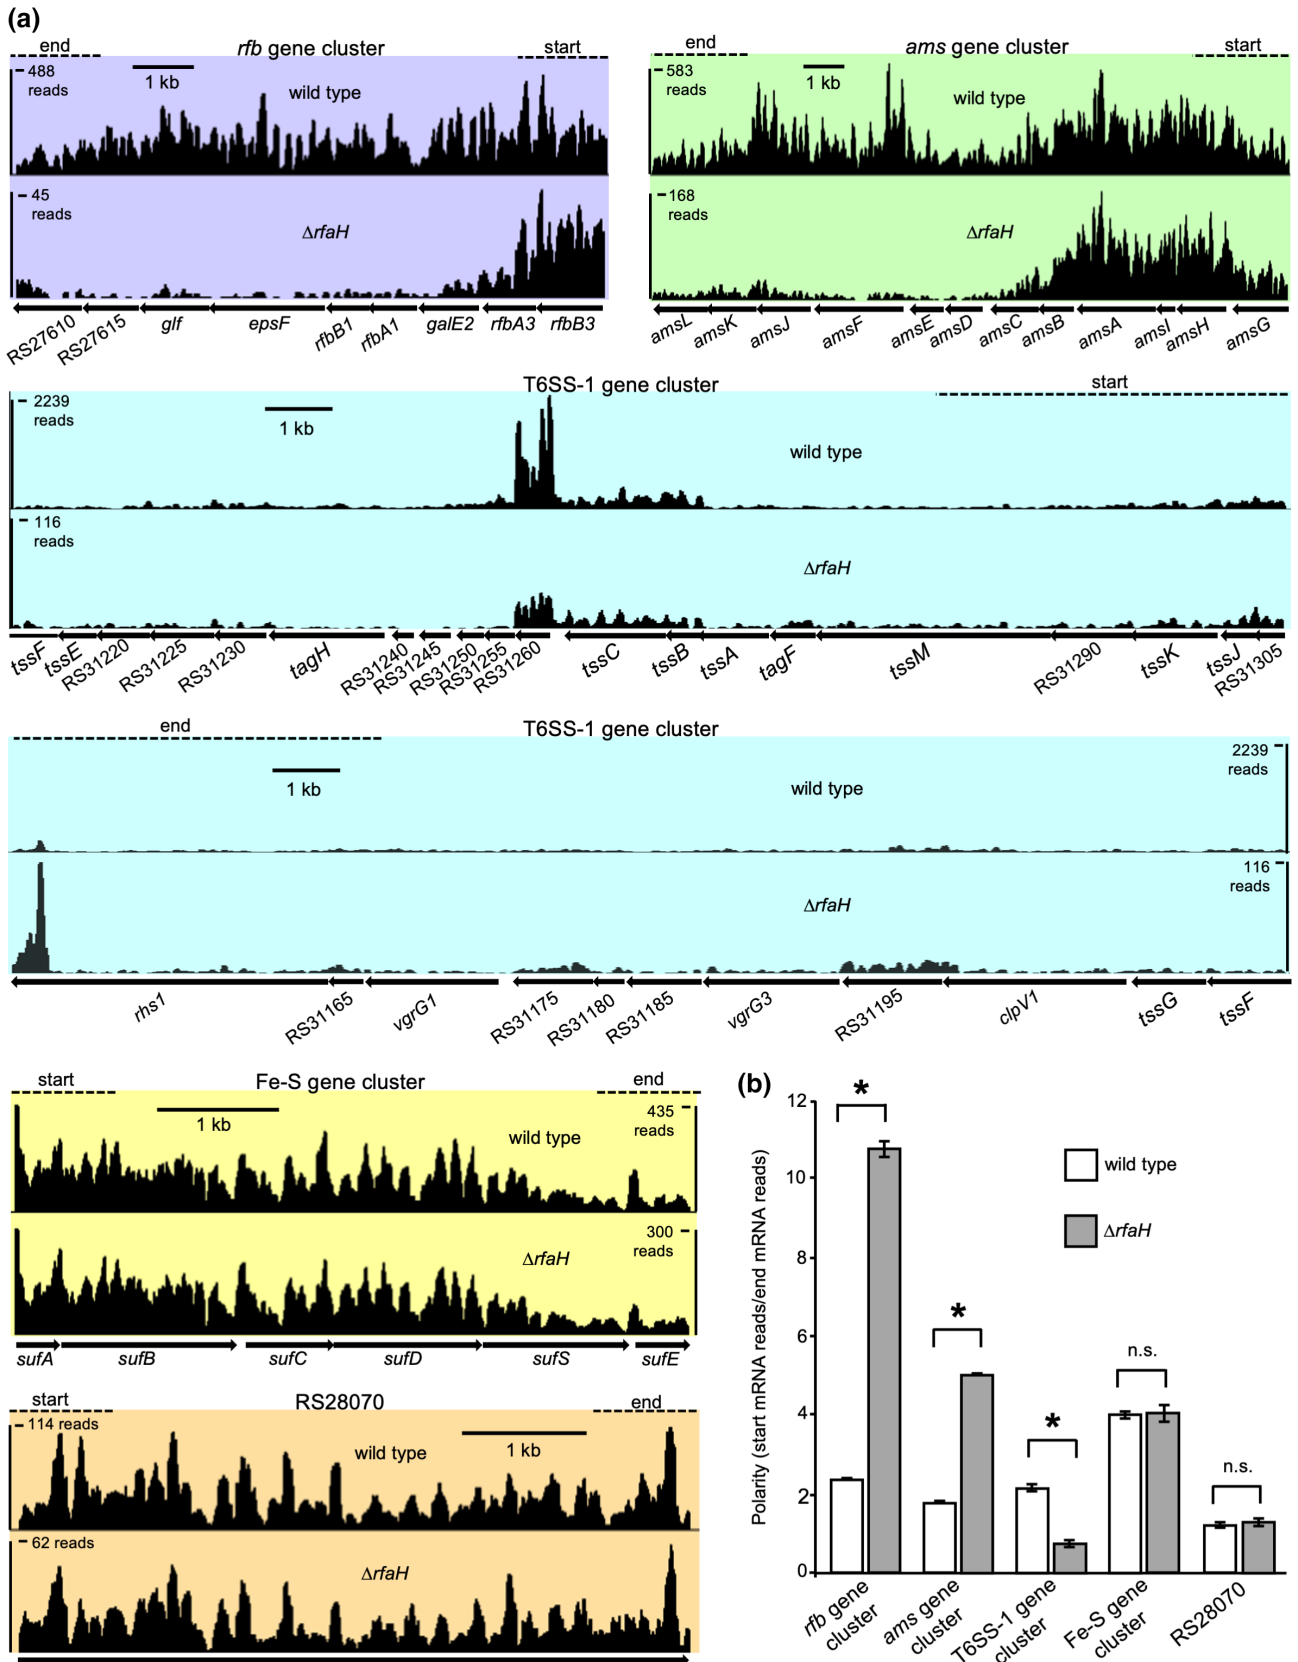 (a)
rfb gene cluster
end
start
488
reads
1 kb
wild type
45
reads
ΔrfaH
RS27610
RS27615
glf
epsF
rfbB1
rfbA1
galE2
rfbA3
rfbB3
ams gene cluster
end
start
583
reads
1 kb
wild type
168
reads
ΔrfaH
amsL
amsK
amsJ
amsF
amsE
amsD
amsC
amsB
amsA
amsI
amsH
amsG
T6SS-1 gene cluster
start
2239
reads
1 kb
wild type
116
reads
ΔrfaH
tssF
tssE
RS31220
RS31225
RS31230
tagH
RS31240
RS31245
RS31250
RS31255
RS31260
tssC
tssB
tssA
tagF
tssM
RS31290
tssK
tssJ
RS31305
T6SS-1 gene cluster
end
2239
reads
1 kb
wild type
116
reads
ΔrfaH
rhs1
RS31165
vgrG1
RS31175
RS31180
RS31185
vgrG3
RS31195
clpV1
tssG
tssF
Fe-S gene cluster
start
end
1 kb
435
reads
wild type
300
reads
ΔrfaH
sufA
sufB
sufC
sufD
sufS
sufE
RS28070
start
end
114 reads
wild type
1 kb
62 reads
ΔrfaH
(b)
Polarity (start mRNA reads/end mRNA reads)
12
10
8
6
4
2
0
*
*
*
n.s.
n.s.
wild type
ΔrfaH
rfb gene
cluster
ams gene
cluster
T6SS-1 gene
cluster
Fe-S gene
cluster
RS28070